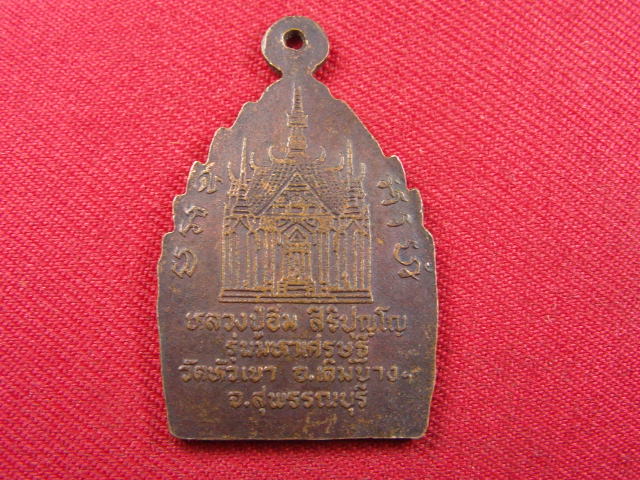 หลวงปู่อิ่ม สิริปุญโญ
รุ่นมหาเศรษฐี
วัดหัวเขา อ.เดิมบางฯ
จ.สุพรรณบุรี